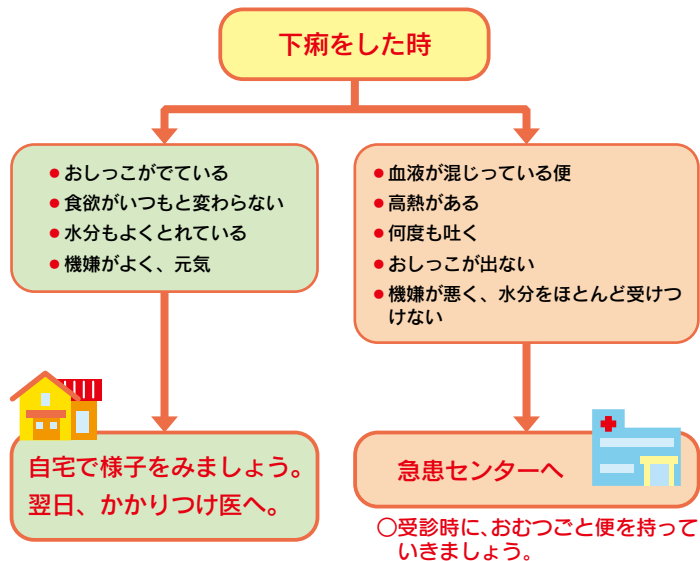 下痢をした時
●おしっこがでている
●食欲がいつもと変わらない
●水分もよくとれている
●機嫌がよく、元気
●血液が混じっている便
●高熱がある
●何度も吐く
●おしっこが出ない
●機嫌が悪く、水分をほとんど受けつ
けない
自宅で様子をみましょう。
翌日、かかりつけ医へ。
急患センターへ
○受診時に、おむつごと便を持って
いきましょう。